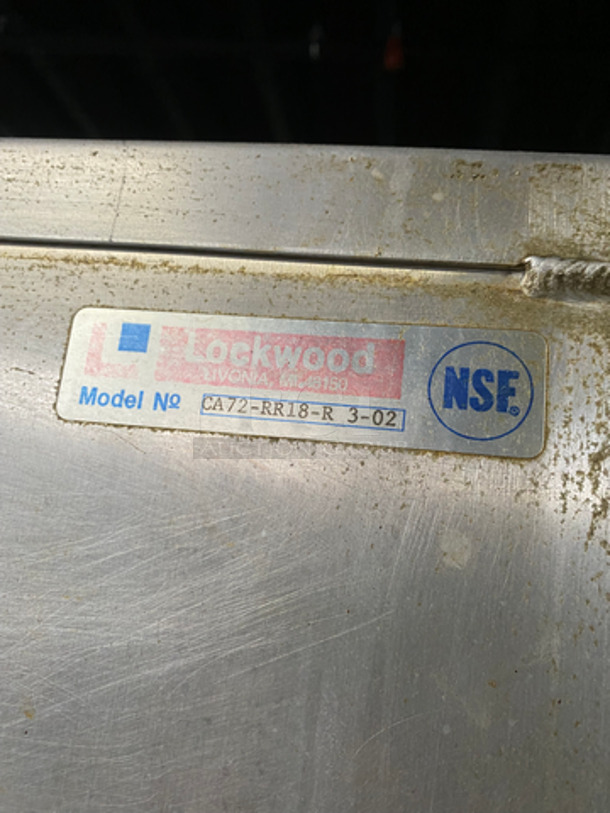 Lockwood
LIVONIA, MI 48150
Model Nº CA72-RR18-R 3-02
NSF®